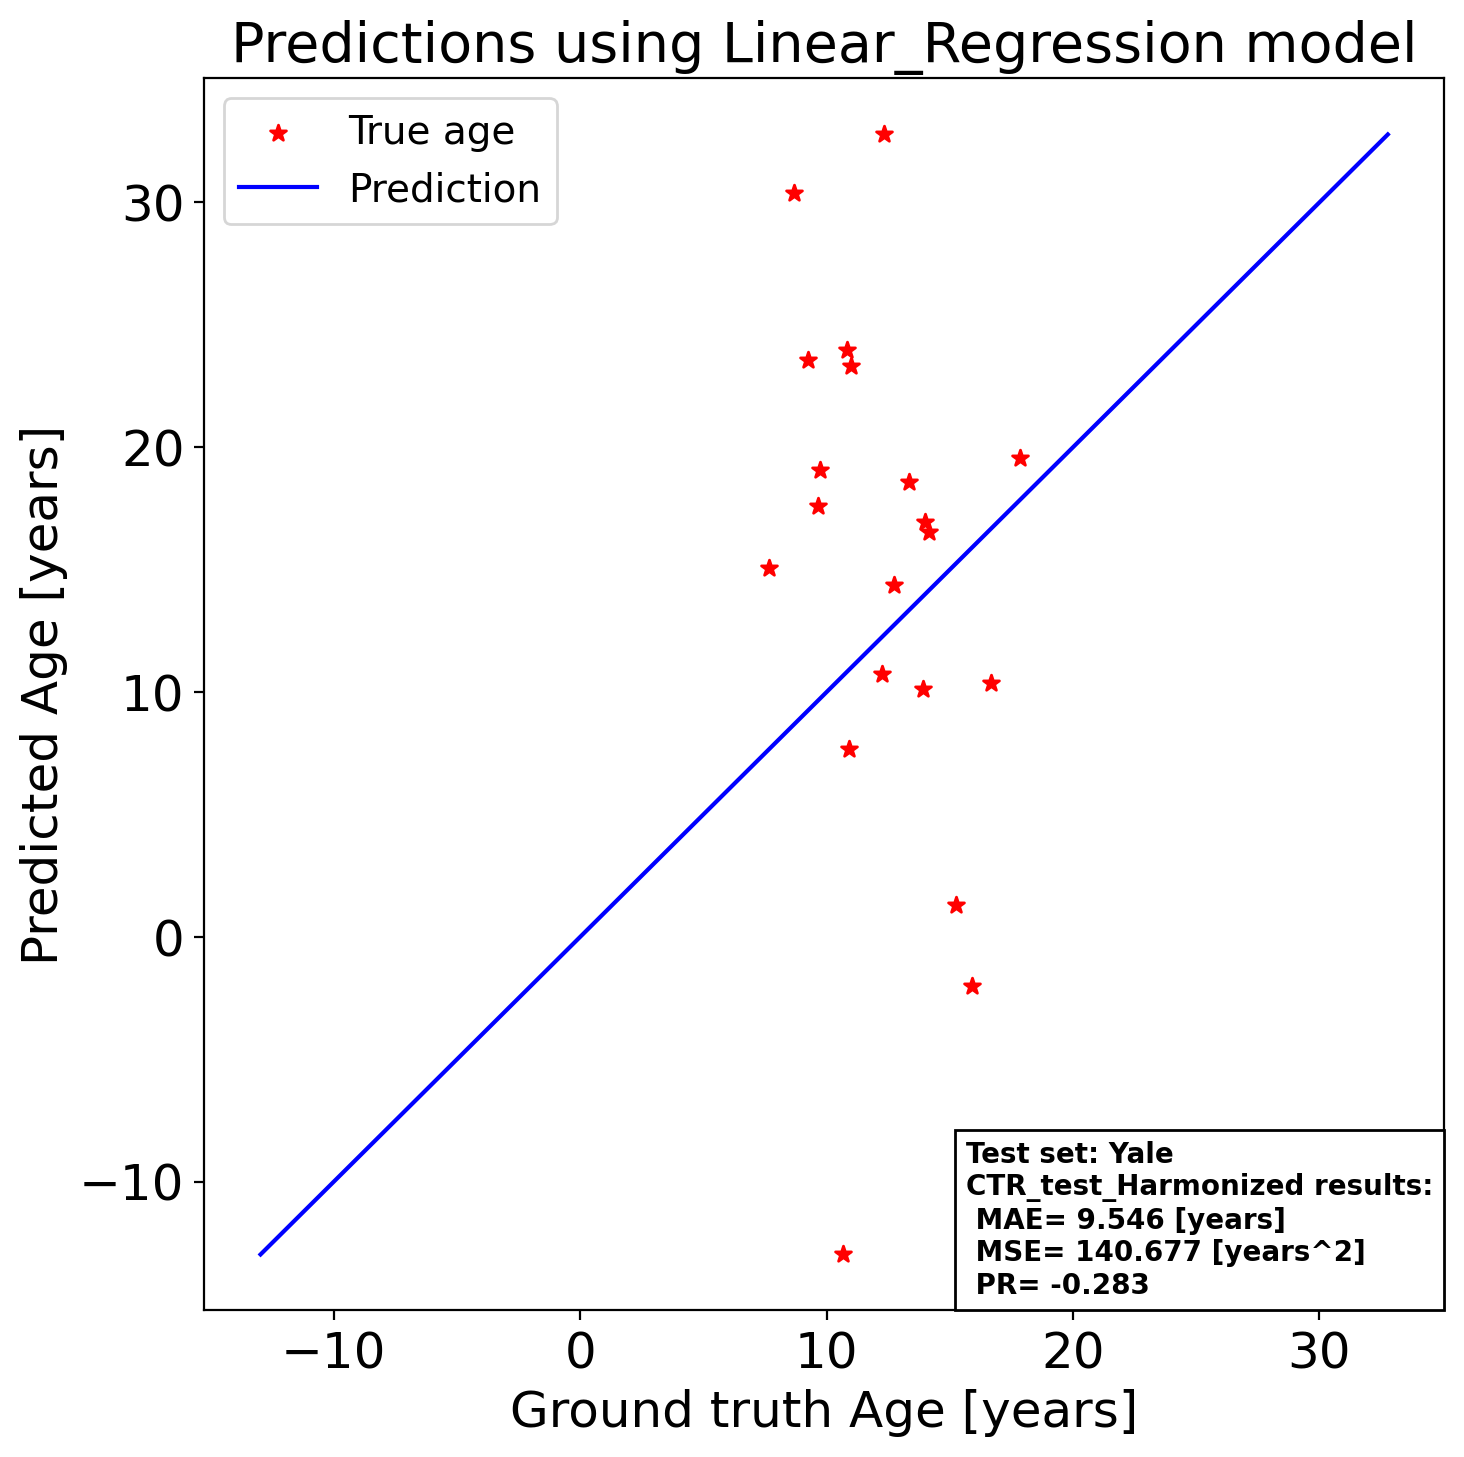 Predictions using Linear_Regression model
True age
Prediction
Predicted Age [years]
30
20
10
0
−10
−10
0
10
20
30
Ground truth Age [years]
Test set: Yale
CTR_test_Harmonized results:
MAE= 9.546 [years]
MSE= 140.677 [years^2]
PR= -0.283